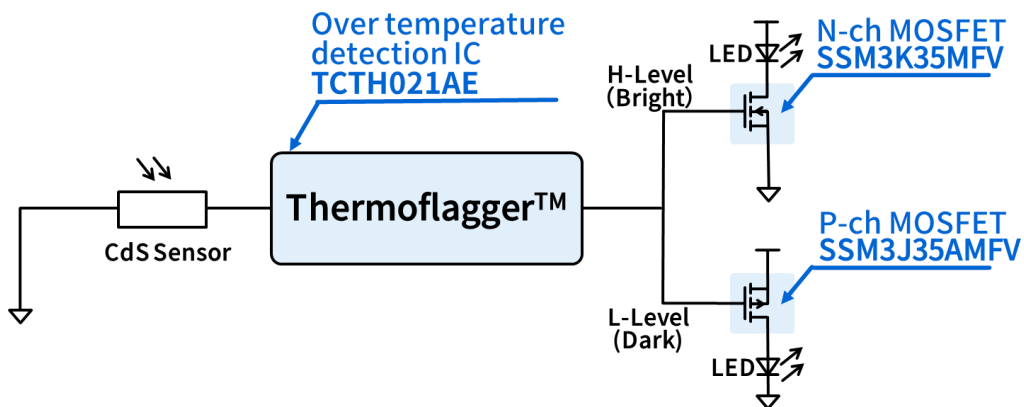 Over temperature
detection IC
TCTH021AE
Thermoflagger™
CdS Sensor
H-Level
(Bright)
LED
N-ch MOSFET
SSM3K35MFV
P-ch MOSFET
SSM3J35AMFV
L-Level
(Dark)
LED